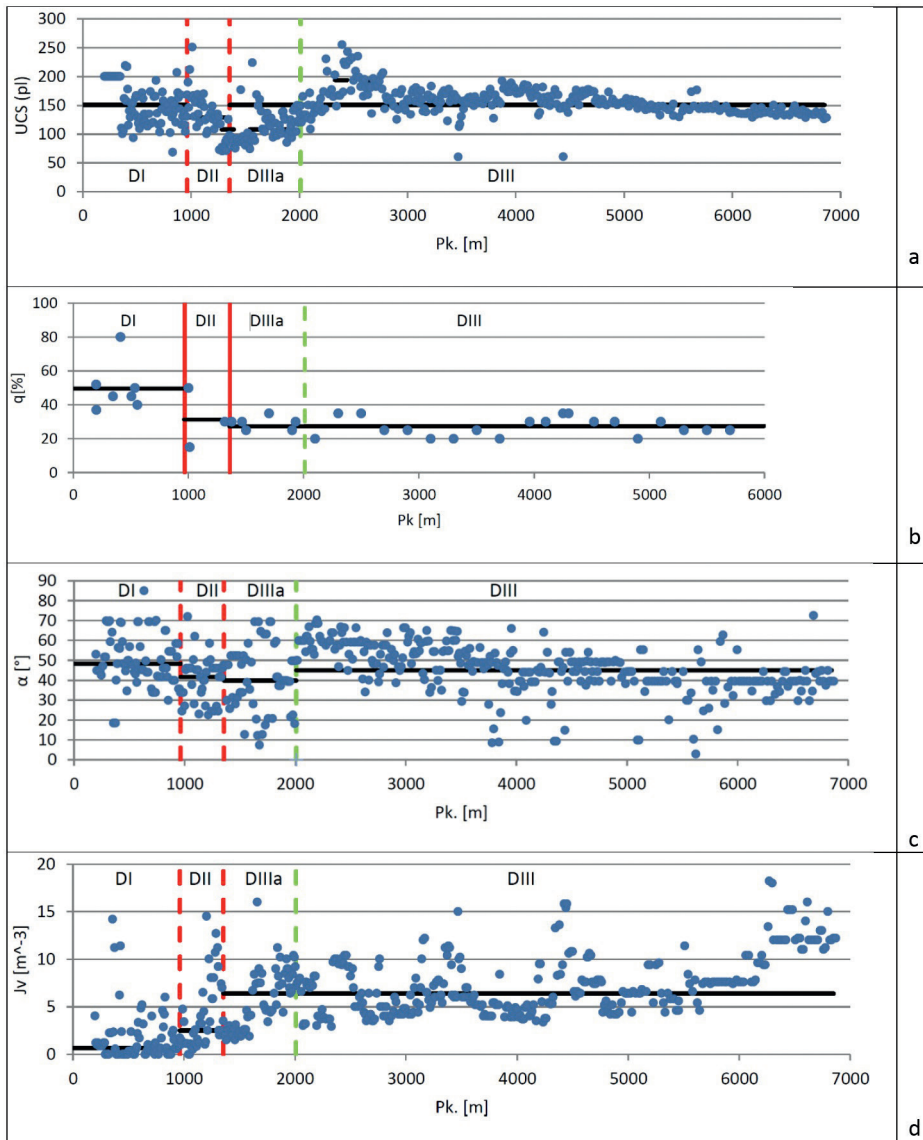 300
250
200
150
100
50
0
UCS (pl)
DI
DII
DIIIa
DIII
0 1000 2000 3000 4000 5000 6000 7000
Pk. [m]
a
100
80
60
40
20
0
q[%]
DI
DII
DIIIa
DIII
0 1000 2000 3000 4000 5000 6000
Pk [m]
b
90
80
70
60
50
40
30
20
10
0
α [°]
DI
DII
DIIIa
DIII
0 1000 2000 3000 4000 5000 6000 7000
Pk. [m]
c
20
15
10
5
0
Jv [m^-3]
DI
DII
DIIIa
DIII
0 1000 2000 3000 4000 5000 6000 7000
Pk. [m]
d